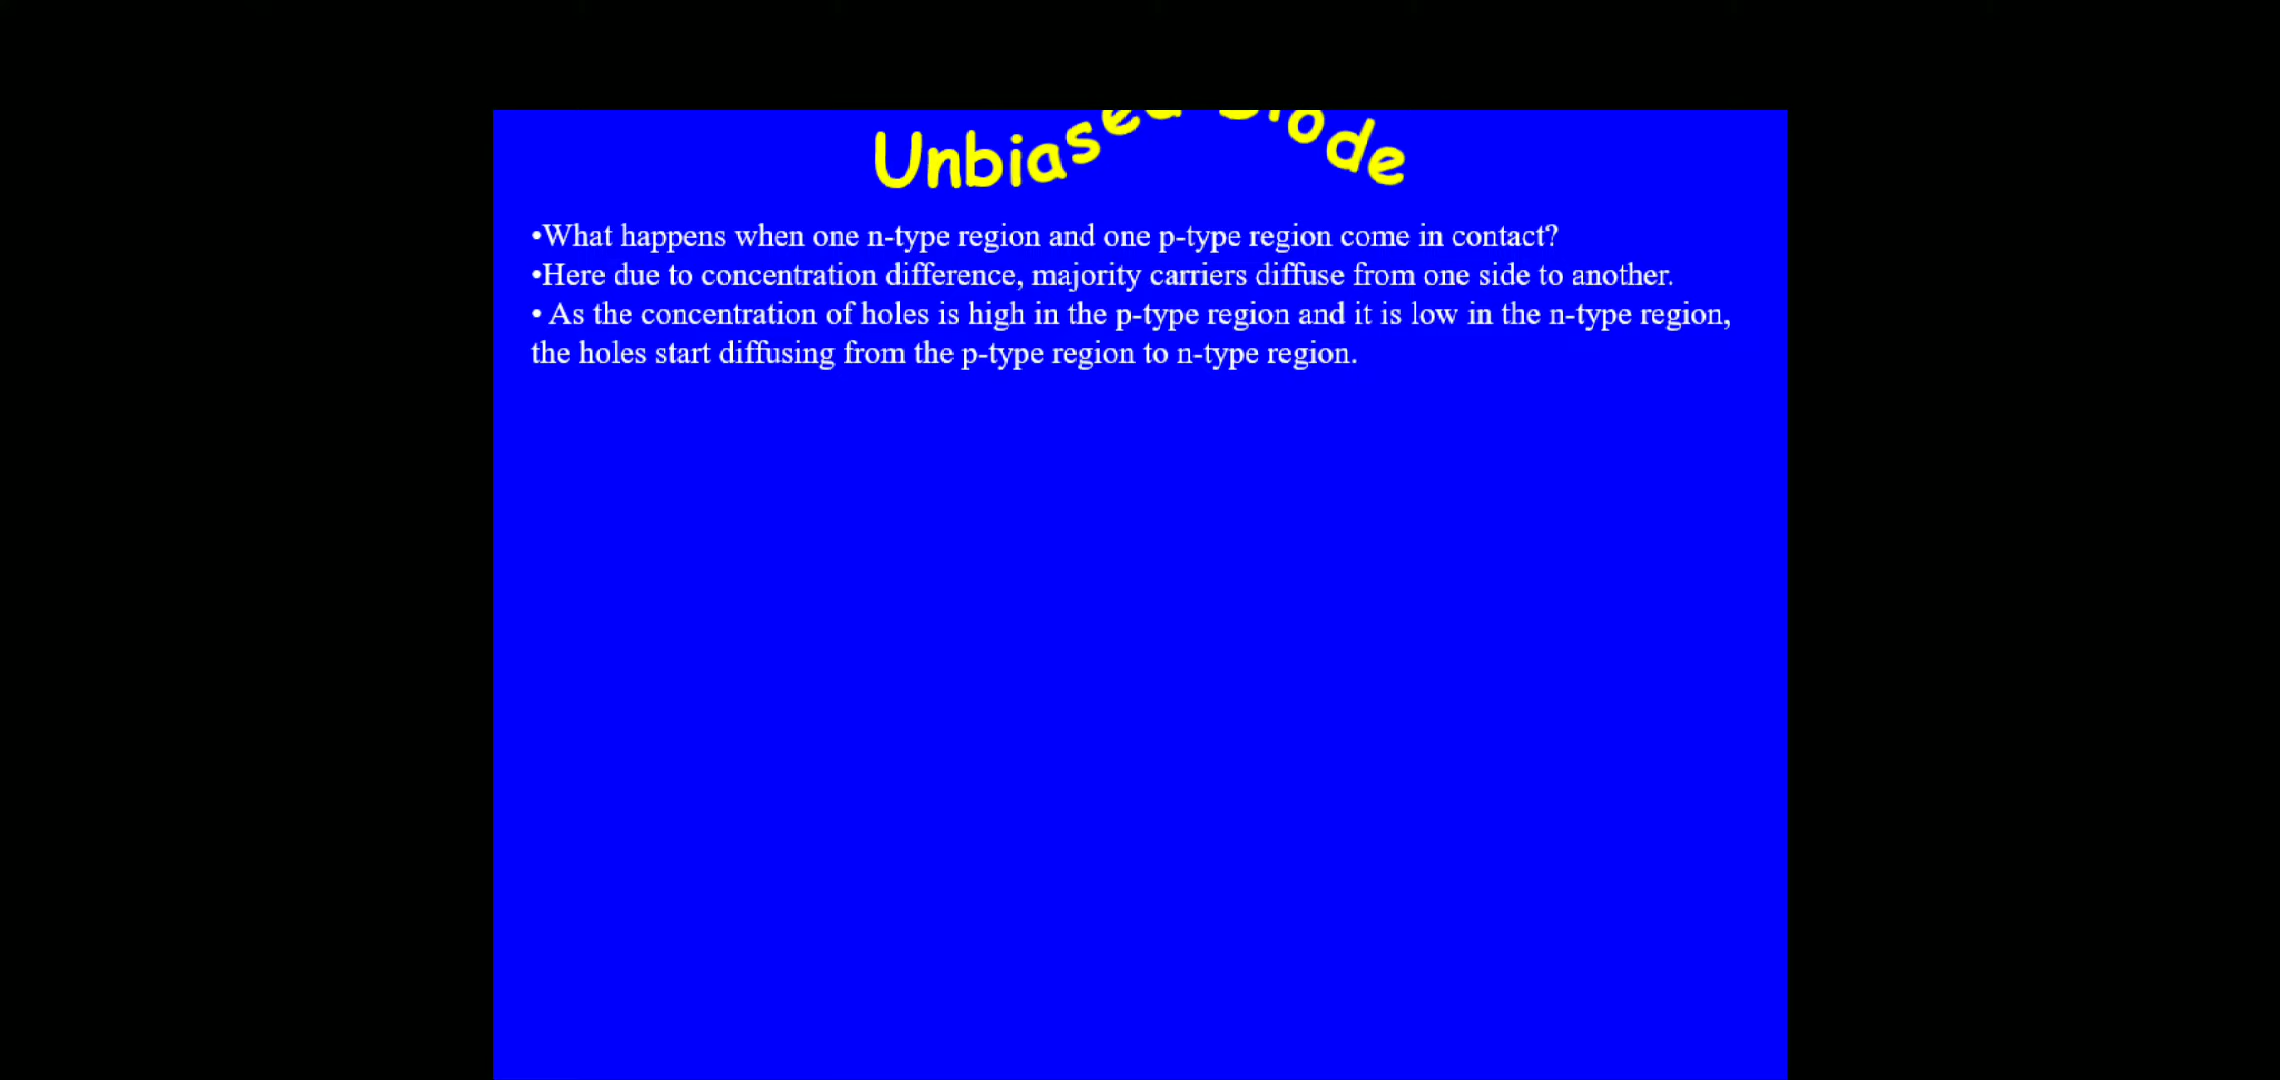 Unbiased Diode
•What happens when one n-type region and one p-type region come in contact?
•Here due to concentration difference, majority carriers diffuse from one side to another.
• As the concentration of holes is high in the p-type region and it is low in the n-type region,
the holes start diffusing from the p-type region to n-type region.